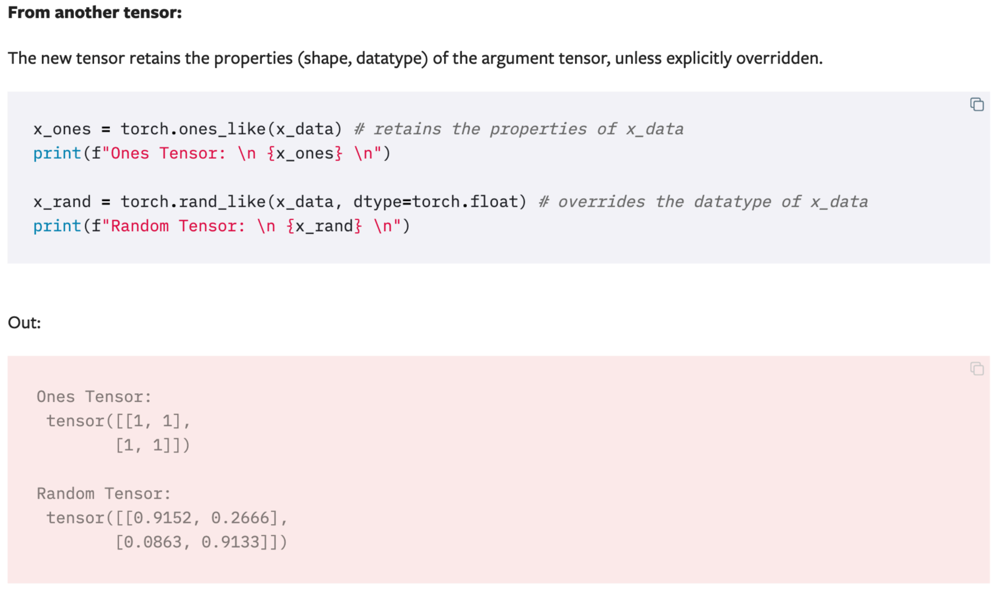 From another tensor:
The new tensor retains the properties (shape, datatype) of the argument tensor, unless explicitly overridden.
x_ones = torch.ones_like(x_data) # retains the properties of x_data
print(f"Ones Tensor: \n {x_ones} \n")
x_rand = torch.rand_like(x_data, dtype=torch.float) # overrides the datatype of x_data
print(f"Random Tensor: \n {x_rand} \n")
Out:
Ones Tensor:
 tensor([[1, 1],
        [1, 1]])
Random Tensor:
 tensor([[0.9152, 0.2666],
        [0.0863, 0.9133]])